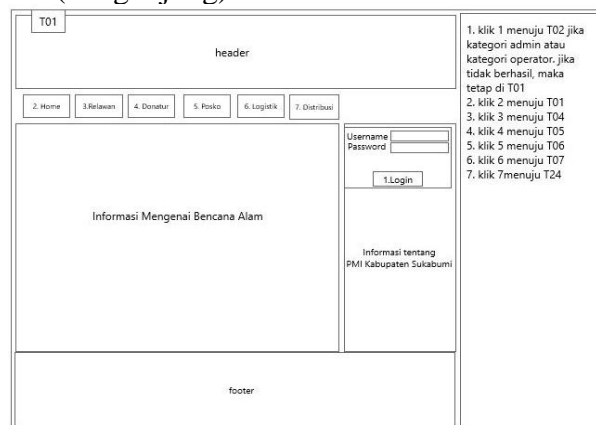 T01
header
2. Home
3.Relawan
4. Donatur
5. Posko
6. Logistik
7. Distribusi
Username
Password
1.Login
Informasi Mengenai Bencana Alam
Informasi tentang
PMI Kabupaten Sukabumi
footer
1. klik 1 menuju T02 jika
kategori admin atau
kategori operator. jika
tidak berhasil, maka
tetap di T01
2. klik 2 menuju T01
3. klik 3 menuju T04
4. klik 4 menuju T05
5. klik 5 menuju T06
6. klik 6 menuju T07
7. klik 7menuju T24